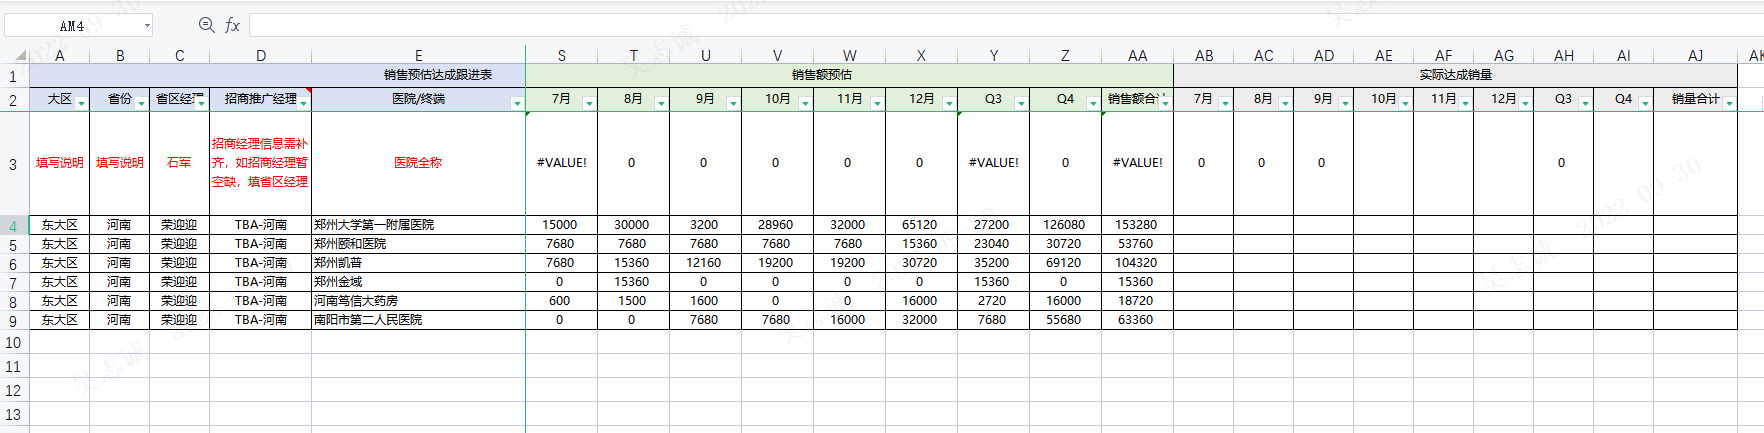 AM4 fx
A B C D E S T U V W X Y Z AA AB AC AD AE AF AG AH AI AJ AK
1 销售预估达成跟进表 销售额预估 实际达成销量
2 大区 省份 省区经理 招商推广经理 医院/终端 7月 8月 9月 10月 11月 12月 Q3 Q4 销售额合计 7月 8月 9月 10月 11月 12月 Q3 Q4 销量合计
招商经理信息需补
3 填写说明 填写说明 石军 齐，如招商经理暂 医院全称 #VALUE! 0 0 0 0 0 #VALUE! 0 #VALUE! 0 0 0 0
空缺，填省区经理
4 东大区 河南 荣迎迎 TBA-河南 郑州大学第一附属医院 15000 30000 3200 28960 32000 65120 27200 126080 153280
5 东大区 河南 荣迎迎 TBA-河南 郑州颐和医院 7680 7680 7680 7680 7680 15360 23040 30720 53760
6 东大区 河南 荣迎迎 TBA-河南 郑州凯普 7680 15360 12160 19200 19200 30720 35200 69120 104320
7 东大区 河南 荣迎迎 TBA-河南 郑州金域 0 15360 0 0 0 0 15360 0 15360
8 东大区 河南 荣迎迎 TBA-河南 河南笃信大药房 600 1500 1600 0 0 16000 2720 16000 18720
9 东大区 河南 荣迎迎 TBA-河南 南阳市第二人民医院 0 0 7680 7680 16000 32000 7680 55680 63360
10
11
12
13
吴志诚 2022-09-30